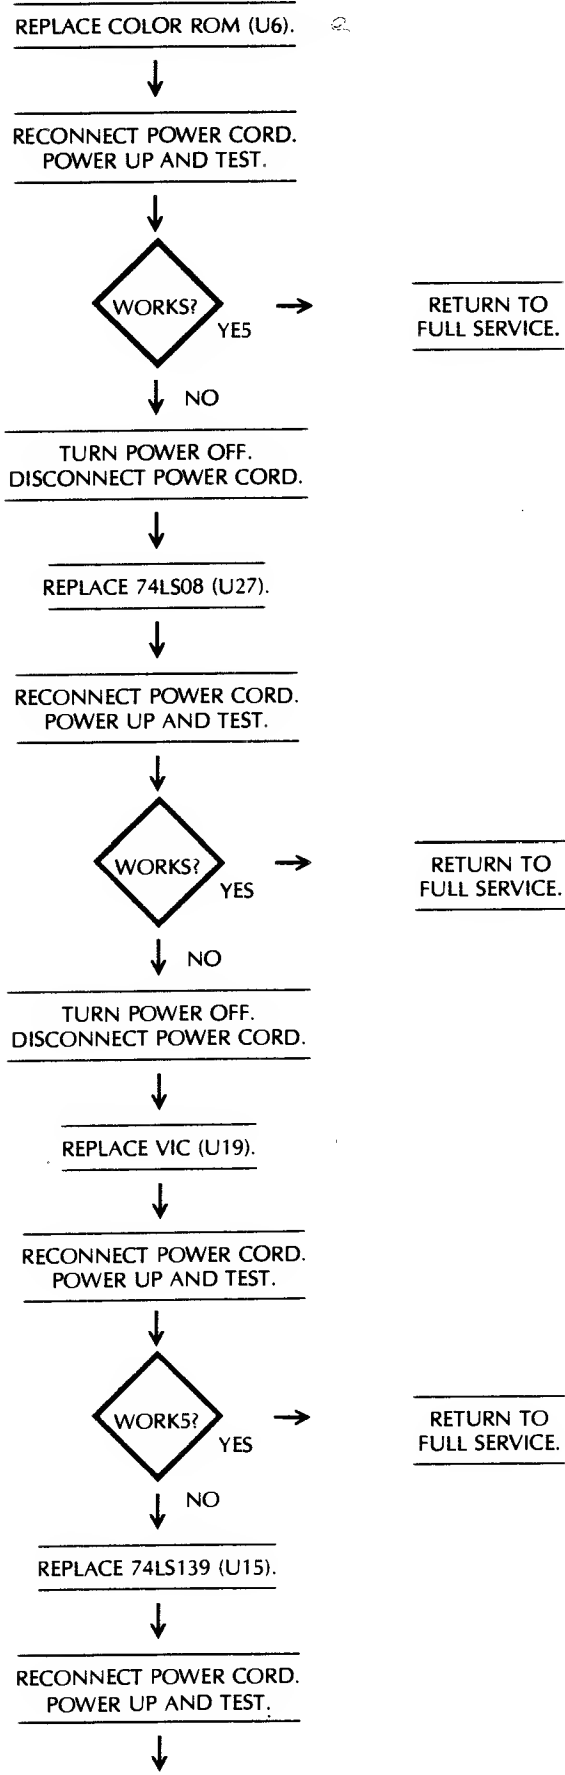 REPLACE COLOR ROM (U6).
RECONNECT POWER CORD.
POWER UP AND TEST.
WORKS?
YE5
RETURN TO
FULL SERVICE.
NO
TURN POWER OFF.
DISCONNECT POWER CORD.
REPLACE 74LS08 (U27).
RECONNECT POWER CORD.
POWER UP AND TEST.
WORKS?
YES
RETURN TO
FULL SERVICE.
NO
TURN POWER OFF.
DISCONNECT POWER CORD.
REPLACE VIC (U19).
RECONNECT POWER CORD.
POWER UP AND TEST.
WORK5?
YES
RETURN TO
FULL SERVICE.
NO
REPLACE 74LS139 (U15).
RECONNECT POWER CORD.
POWER UP AND TEST.